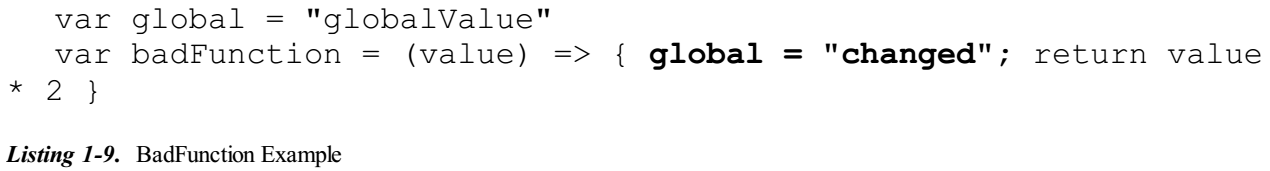 var global = "globalValue"
var badFunction = (value) => { global = "changed"; return value
* 2 }
Listing 1-9. BadFunction Example